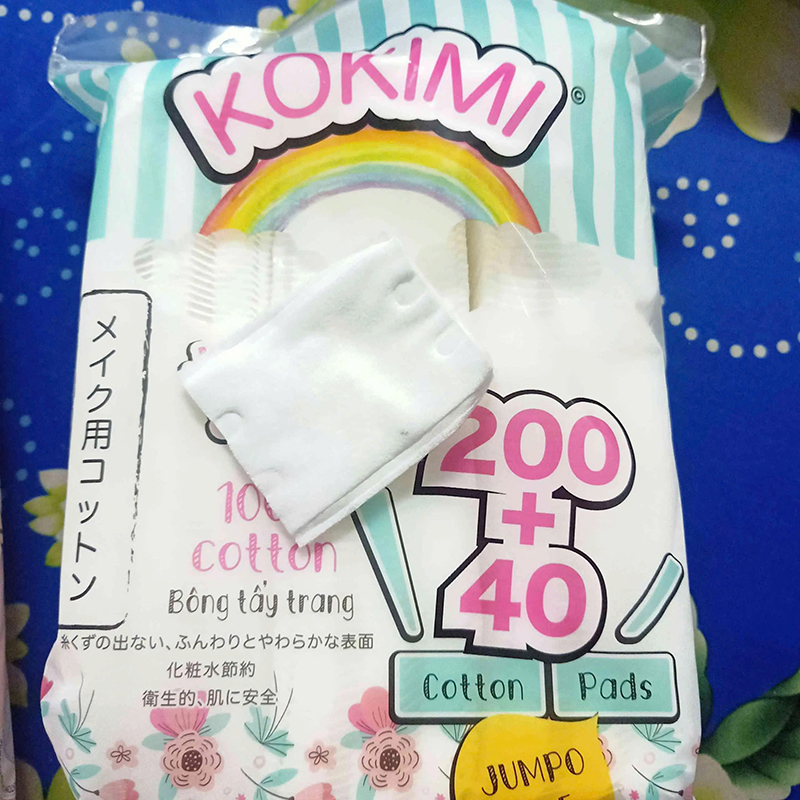 KOKIMI
©
メイク用コットン
200
+
40
cotton
Bông tẩy trang
糸くずの出ない、ふんわりとやわらかな表面
化粧水節約
衛生的、肌に安全
Cotton Pads
JUMPO